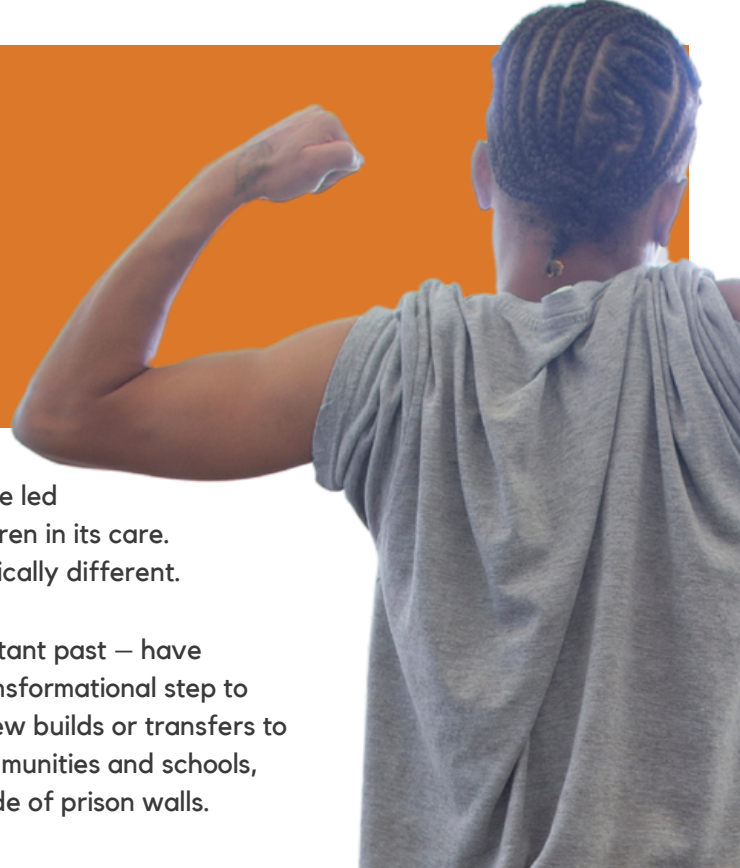 e led
ren in its care.
ically different.
tant past — have
nsformational step to
ew builds or transfers to
munities and schools,
de of prison walls.